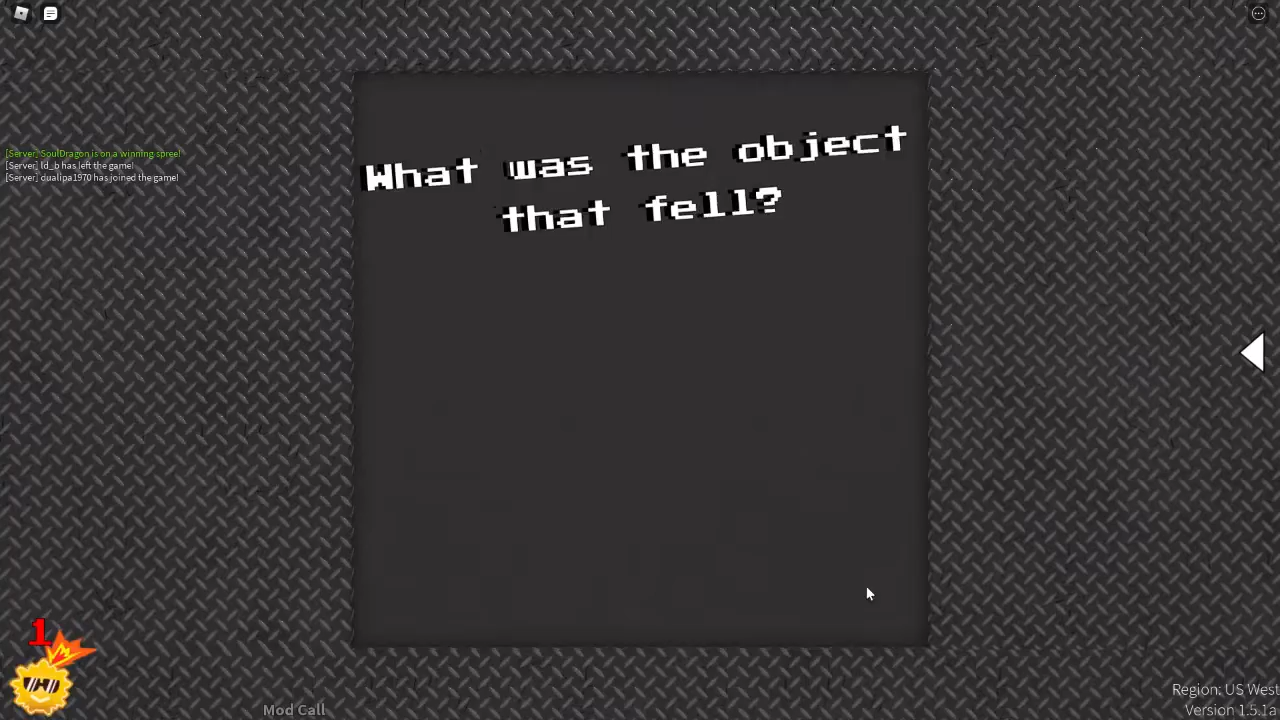 [Server] SoulDragon is on a winning spree!
[Server] ld_b has left the game!
[Server] dualipa1970 has joined the game!
What was the object
that fell?
1
Mod Call
Region: US West
Version 1.5.1a